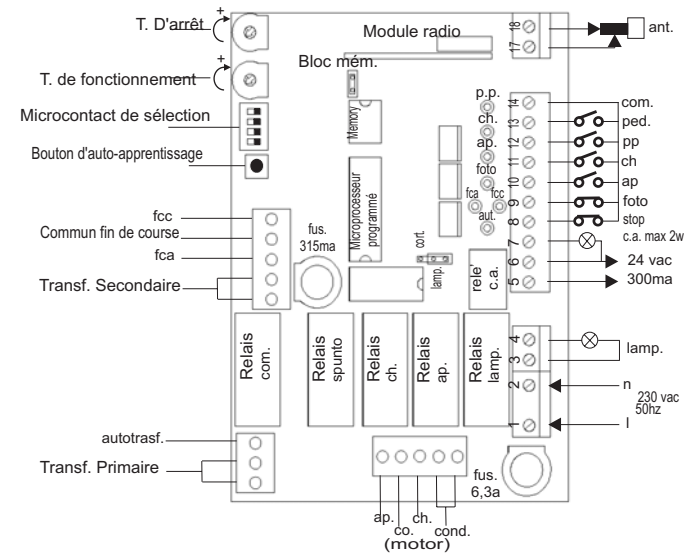 T. D'arrêt
+
T. de fonctionnement
+
Microcontact de sélection
Bouton d'auto-apprentissage
fcc
Commun fin de course
fca
Transf. Secondaire
autotrasf.
Transf. Primaire
Module radio
Bloc mém.
Memory
Microprocesseur
programmé
fus.
315ma
p.p.
ch.
ap.
foto
fca
fcc
aut.
cort.
lamp.
rele'
c.a.
Relais
com.
Relais
spunto
Relais
ch.
Relais
ap.
Relais
lamp.
18
17
ant.
14
13
12
11
10
9
8
7
6
5
com.
ped.
pp
ch
ap
foto
stop
c.a. max 2w
24 vac
300ma
4
3
2
1
lamp.
n
230 vac
50hz
l
fus.
6,3a
ap.
co.
ch.
cond.
(motor)